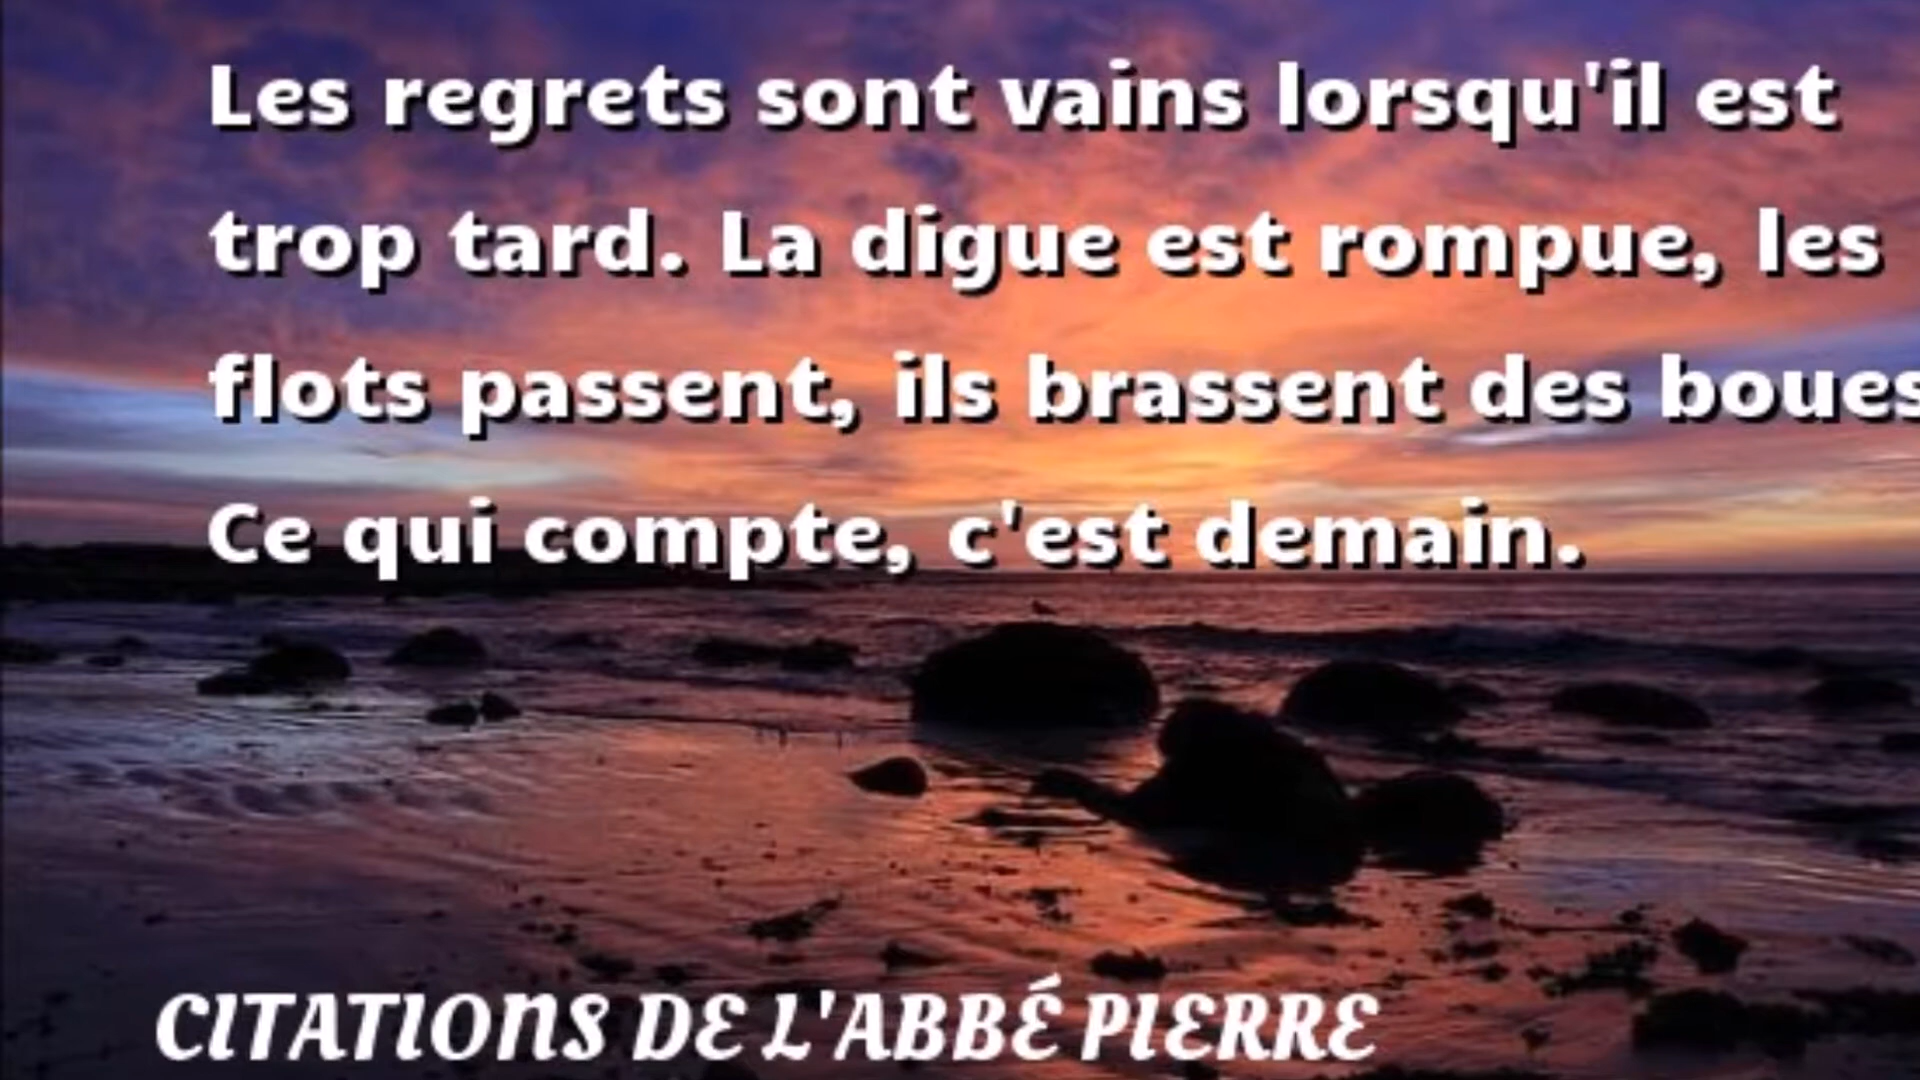 Les regrets sont vains lorsqu'il est
trop tard. La digue est rompue, les
flots passent, ils brassent des boues
Ce qui compte, c'est demain.
CITATIONS DE L'ABBÉ PIERRE